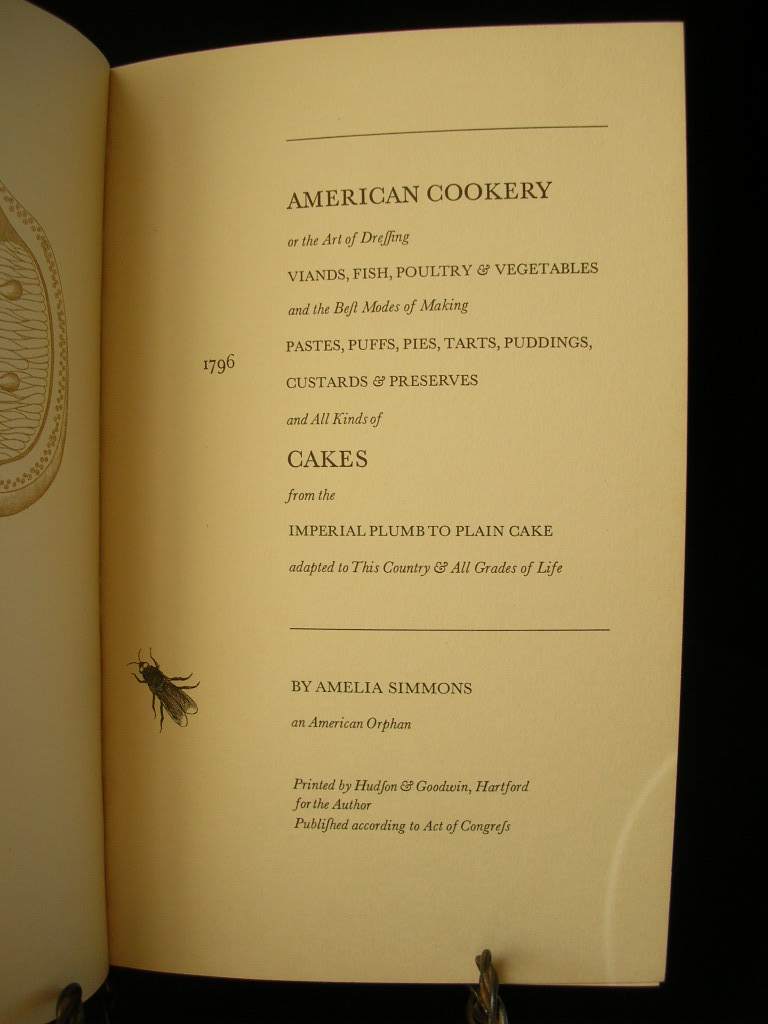 AMERICAN COOKERY
or the Art of Dreſſing
VIANDS, FISH, POULTRY & VEGETABLES
and the Beſt Modes of Making
PASTES, PUFFS, PIES, TARTS, PUDDINGS,
1796
CUSTARDS & PRESERVES
and All Kinds of
CAKES
from the
IMPERIAL PLUMB TO PLAIN CAKE
adapted to This Country & All Grades of Life
BY AMELIA SIMMONS
an American Orphan
Printed by Hudſon & Goodwin, Hartford
for the Author
Publiſhed according to Act of Congreſs